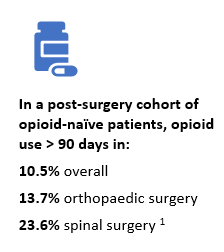 In a post-surgery cohort of
opioid-naïve patients, opioid
use > 90 days in:
10.5% overall
13.7% orthopaedic surgery
23.6% spinal surgery ¹